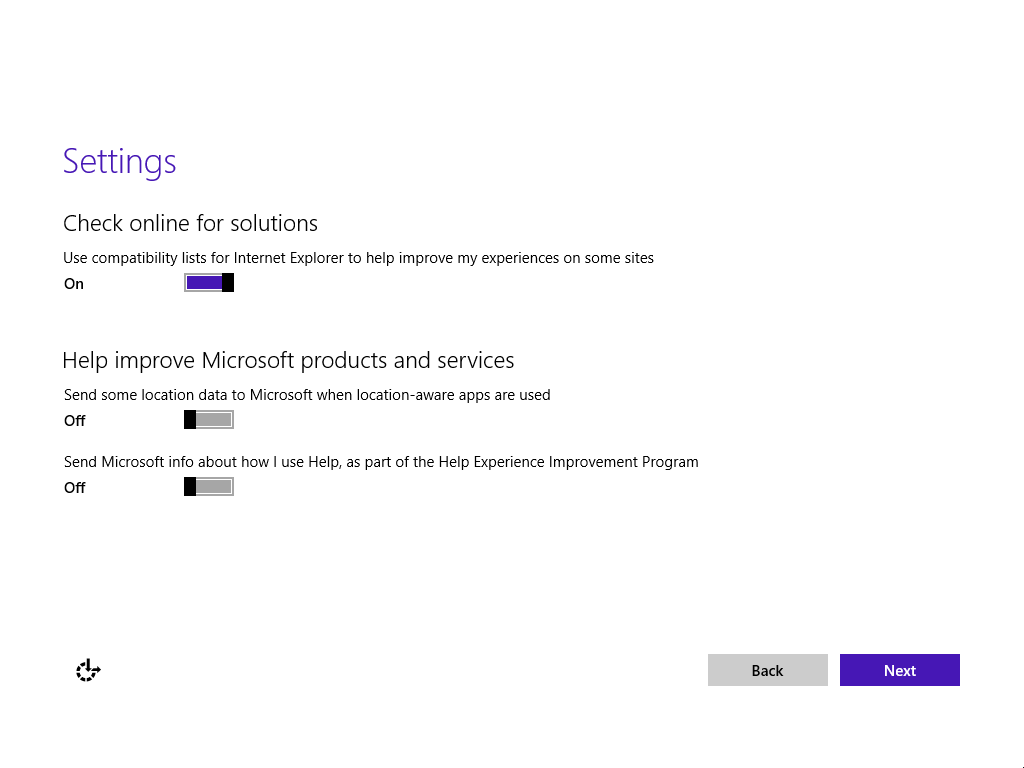 Settings
Check online for solutions
Use compatibility lists for Internet Explorer to help improve my experiences on some sites
On
Help improve Microsoft products and services
Send some location data to Microsoft when location-aware apps are used
Off
Send Microsoft info about how I use Help, as part of the Help Experience Improvement Program
Off
Back
Next